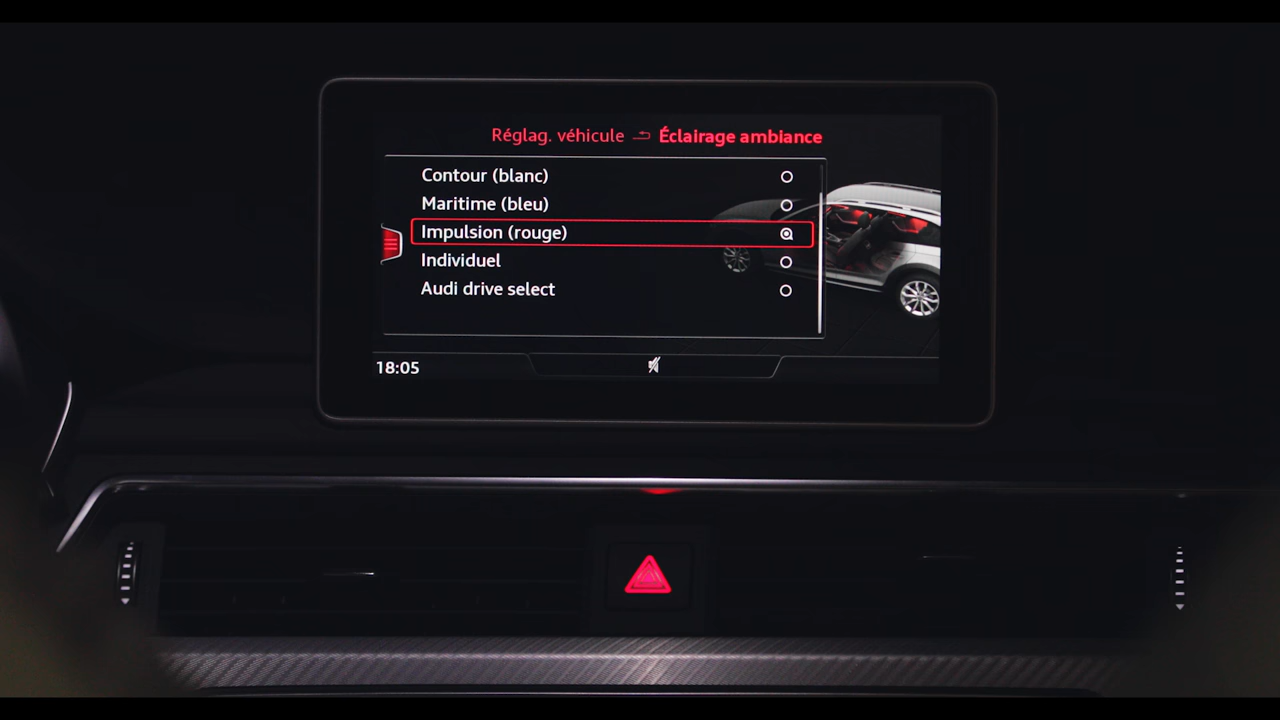 Réglag. véhicule Éclairage ambiance
Contour (blanc)
Maritime (bleu)
Impulsion (rouge)
Individuel
Audi drive select
18:05